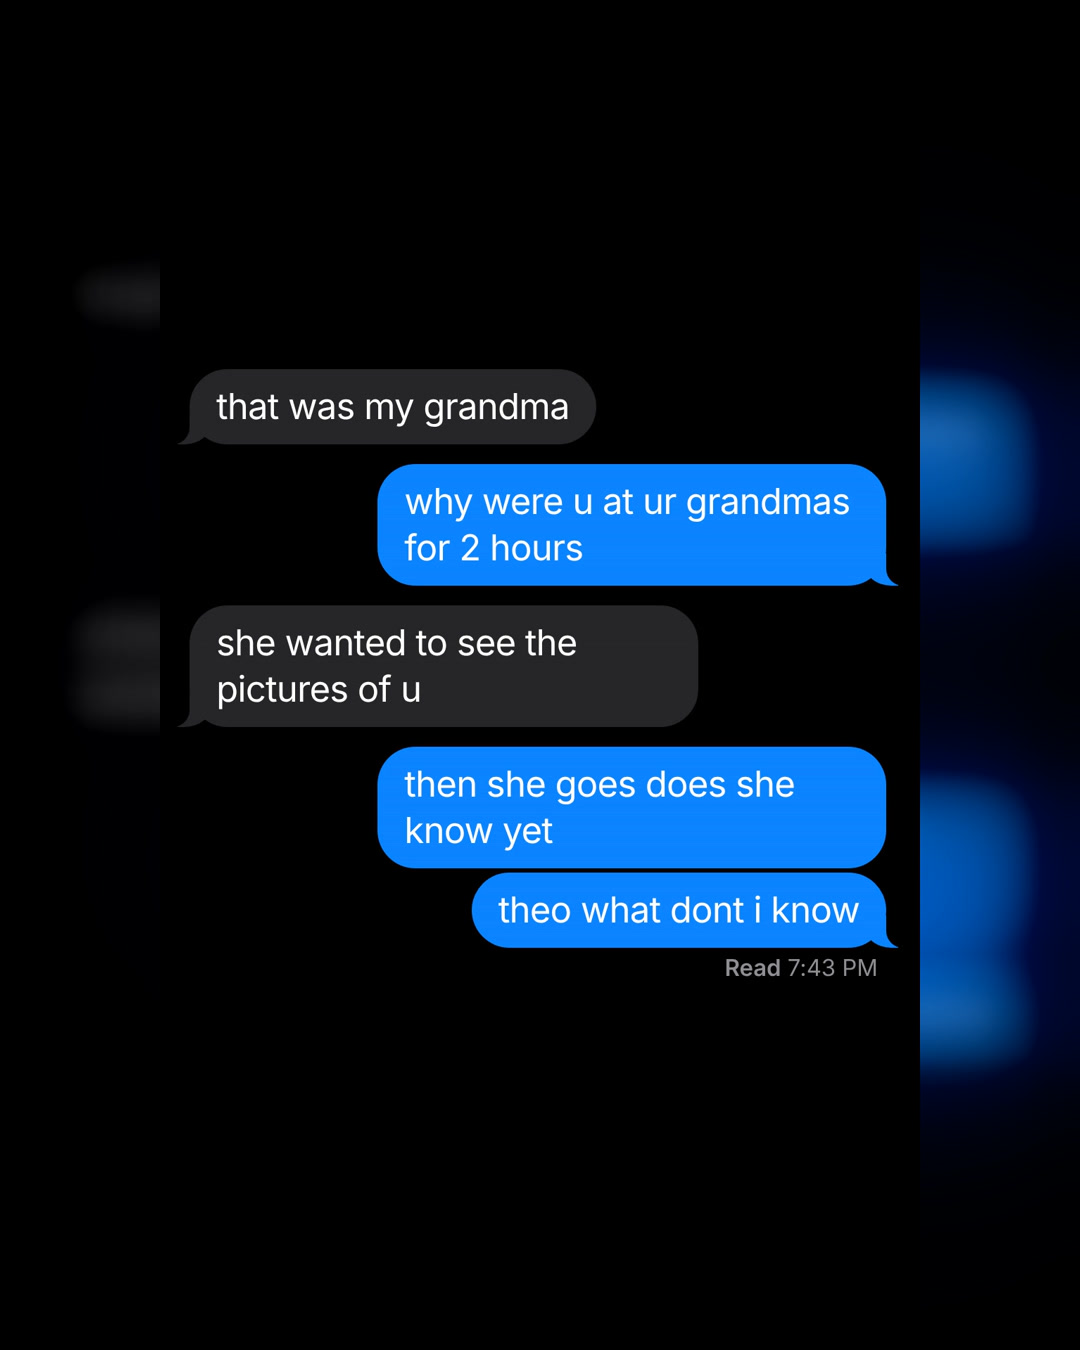 that was my grandma
why were u at ur grandmas
for 2 hours
she wanted to see the
pictures of u
then she goes does she
know yet
theo what dont i know
Read 7:43 PM